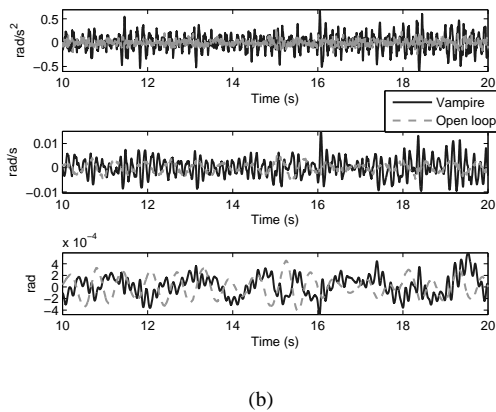 rad/s²
0.5
0
−0.5
10 12 14 16 18 20
Time (s)
Vampire
Open loop
rad/s
0.01
0
−0.01
10 12 14 16 18 20
Time (s)
x 10⁻⁴
rad
4
2
0
−2
−4
10 12 14 16 18 20
Time (s)
(b)